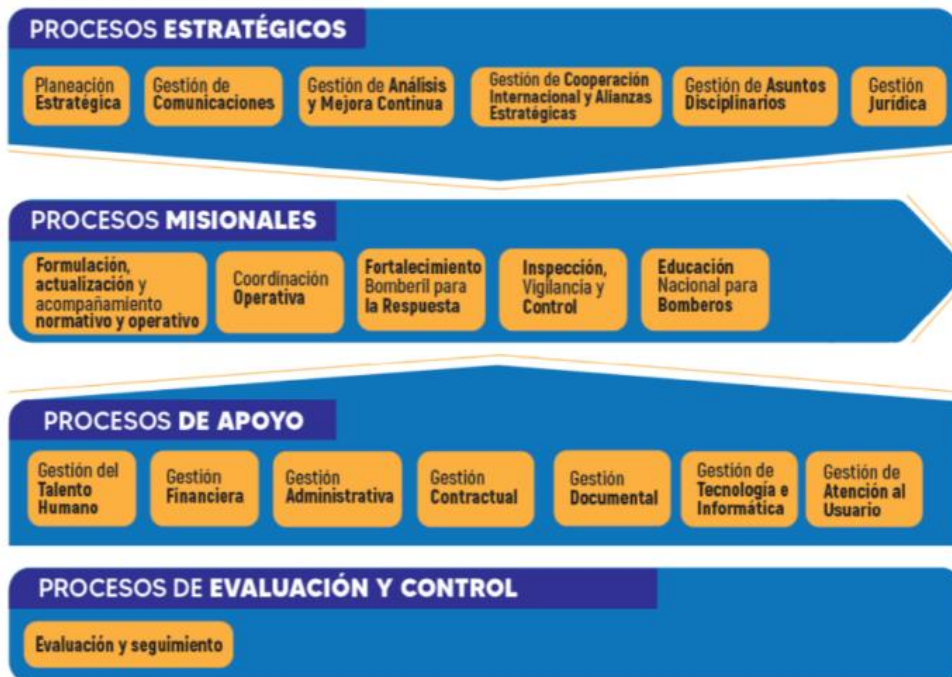 PROCESOS ESTRATÉGICOS
Planeación
Estratégica
Gestión de
Comunicaciones
Gestión de Análisis
y Mejora Continua
Gestión de Cooperación
Internacional y Alianzas
Estratégicas
Gestión de Asuntos
Disciplinarios
Gestión
Jurídica
PROCESOS MISIONALES
Formulación,
actualización y
acompañamiento
normativo y operativo
Coordinación
Operativa
Fortalecimiento
Bomberil para
la Respuesta
Inspección,
Vigilancia y
Control
Educación
Nacional para
Bomberos
PROCESOS DE APOYO
Gestión del
Talento
Humano
Gestión
Financiera
Gestión
Administrativa
Gestión
Contractual
Gestión
Documental
Gestión de
Tecnología e
Informática
Gestión de
Atención al
Usuario
PROCESOS DE EVALUACIÓN Y CONTROL
Evaluación y seguimiento